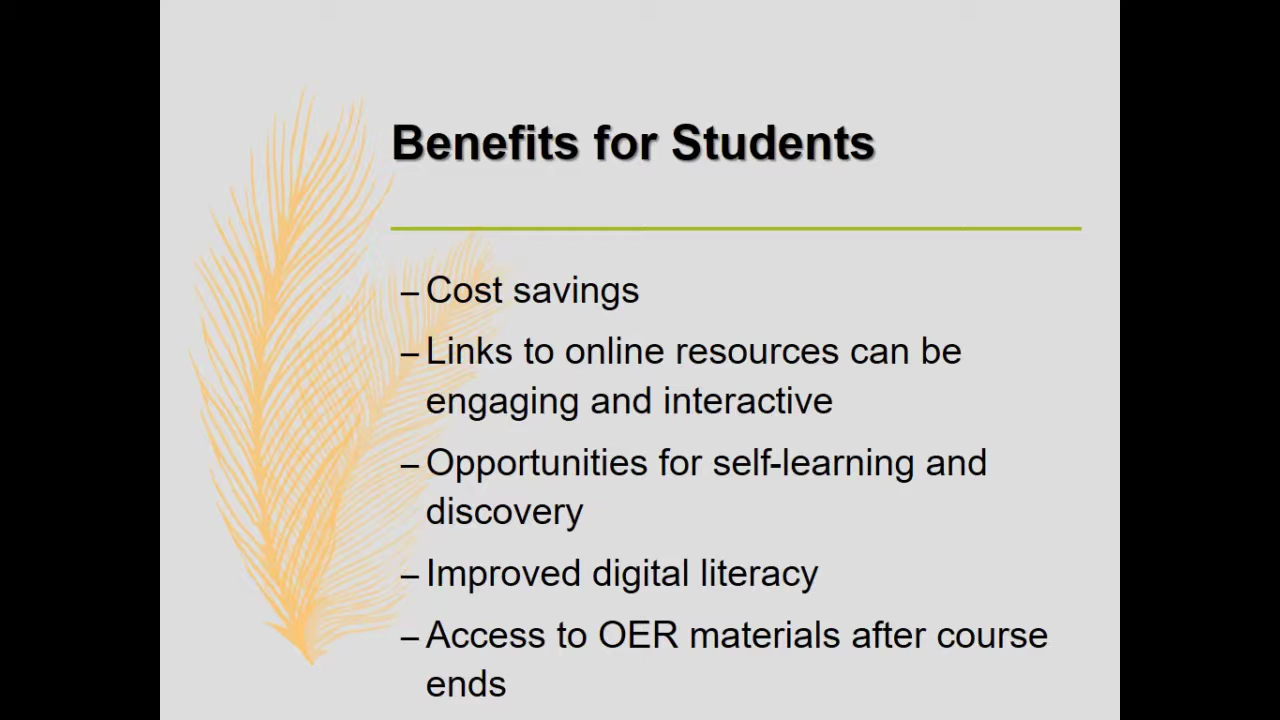 Benefits for Students
–Cost savings
–Links to online resources can be
engaging and interactive
–Opportunities for self-learning and
discovery
–Improved digital literacy
–Access to OER materials after course
ends